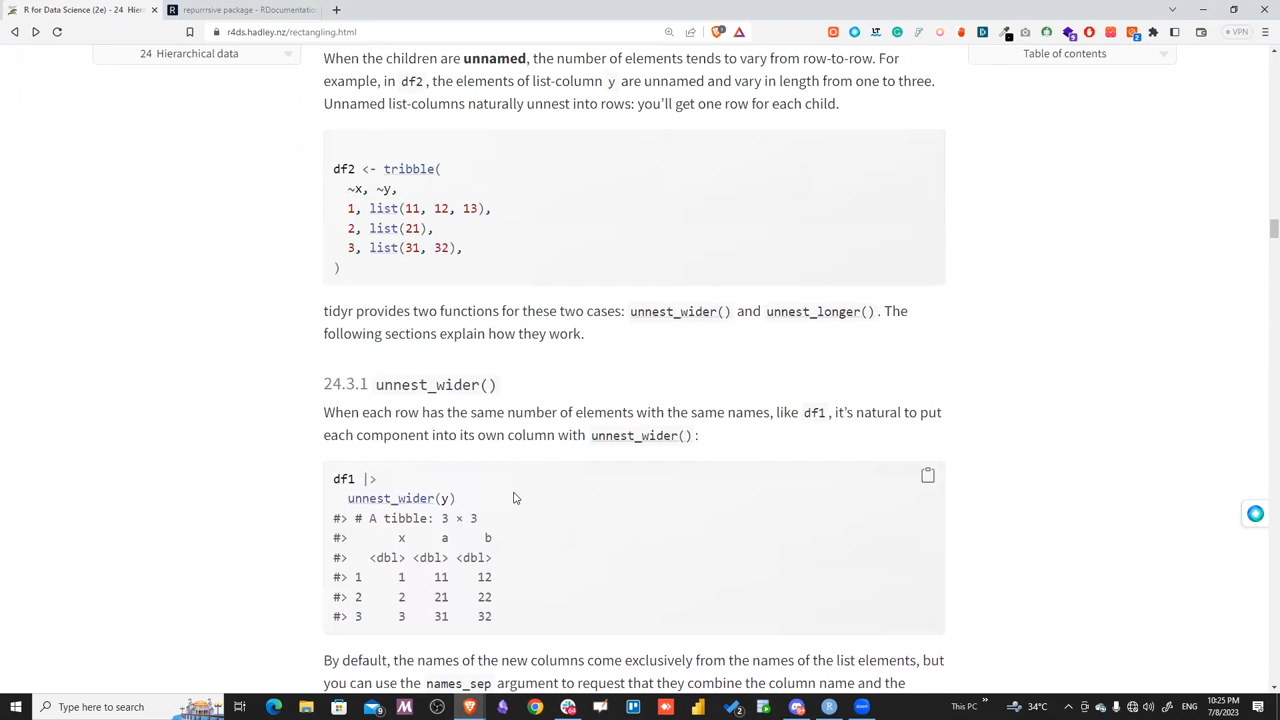 R for Data Science (2e) - 24 Hiera
repurrrsive package - RDocumentation
r4ds.hadley.nz/rectangling.html
VPN
24 Hierarchical data
Table of contents
When the children are unnamed, the number of elements tends to vary from row-to-row. For
example, in df2, the elements of list-column y are unnamed and vary in length from one to three.
Unnamed list-columns naturally unnest into rows: you’ll get one row for each child.
df2 <- tribble(
~x, ~y,
1, list(11, 12, 13),
2, list(21),
3, list(31, 32),
)
tidyr provides two functions for these two cases: unnest_wider() and unnest_longer(). The
following sections explain how they work.
24.3.1 unnest_wider()
When each row has the same number of elements with the same names, like df1, it’s natural to put
each component into its own column with unnest_wider():
df1 |>
unnest_wider(y)
#> # A tibble: 3 × 3
#> x a b
#> <dbl> <dbl> <dbl>
#> 1 1 11 12
#> 2 2 21 22
#> 3 3 31 32
By default, the names of the new columns come exclusively from the names of the list elements, but
you can use the names_sep argument to request that they combine the column name and the
Type here to search
This PC
34°C
10:25 PM
7/8/2023